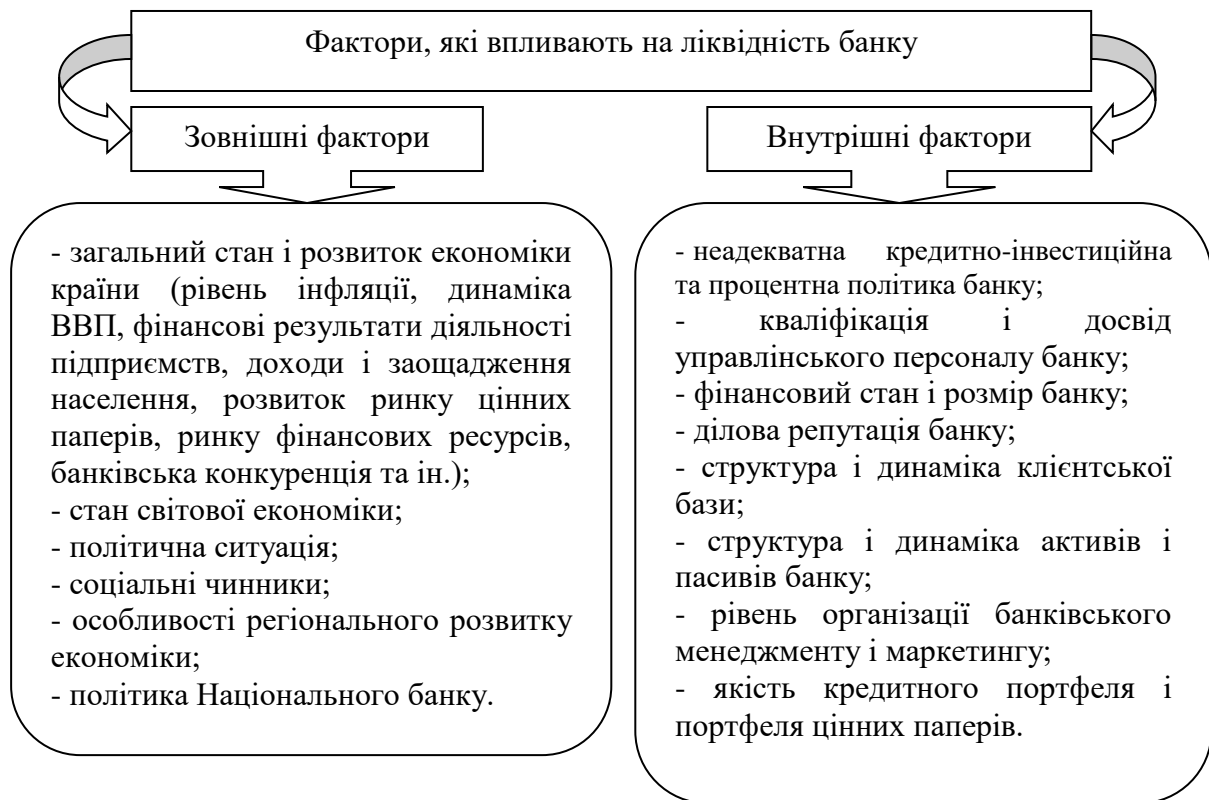 Фактори, які впливають на ліквідність банку
Зовнішні фактори
- загальний стан і розвиток економіки
країни (рівень інфляції, динаміка
ВВП, фінансові результати діяльності
підприємств, доходи і заощадження
населення, розвиток ринку цінних
паперів, ринку фінансових ресурсів,
банківська конкуренція та ін.);
- стан світової економіки;
- політична ситуація;
- соціальні чинники;
- особливості регіонального розвитку
економіки;
- політика Національного банку.
Внутрішні фактори
- неадекватна кредитно-інвестиційна
та процентна політика банку;
- кваліфікація і досвід
управлінського персоналу банку;
- фінансовий стан і розмір банку;
- ділова репутація банку;
- структура і динаміка клієнтської
бази;
- структура і динаміка активів і
пасивів банку;
- рівень організації банківського
менеджменту і маркетингу;
- якість кредитного портфеля і
портфеля цінних паперів.